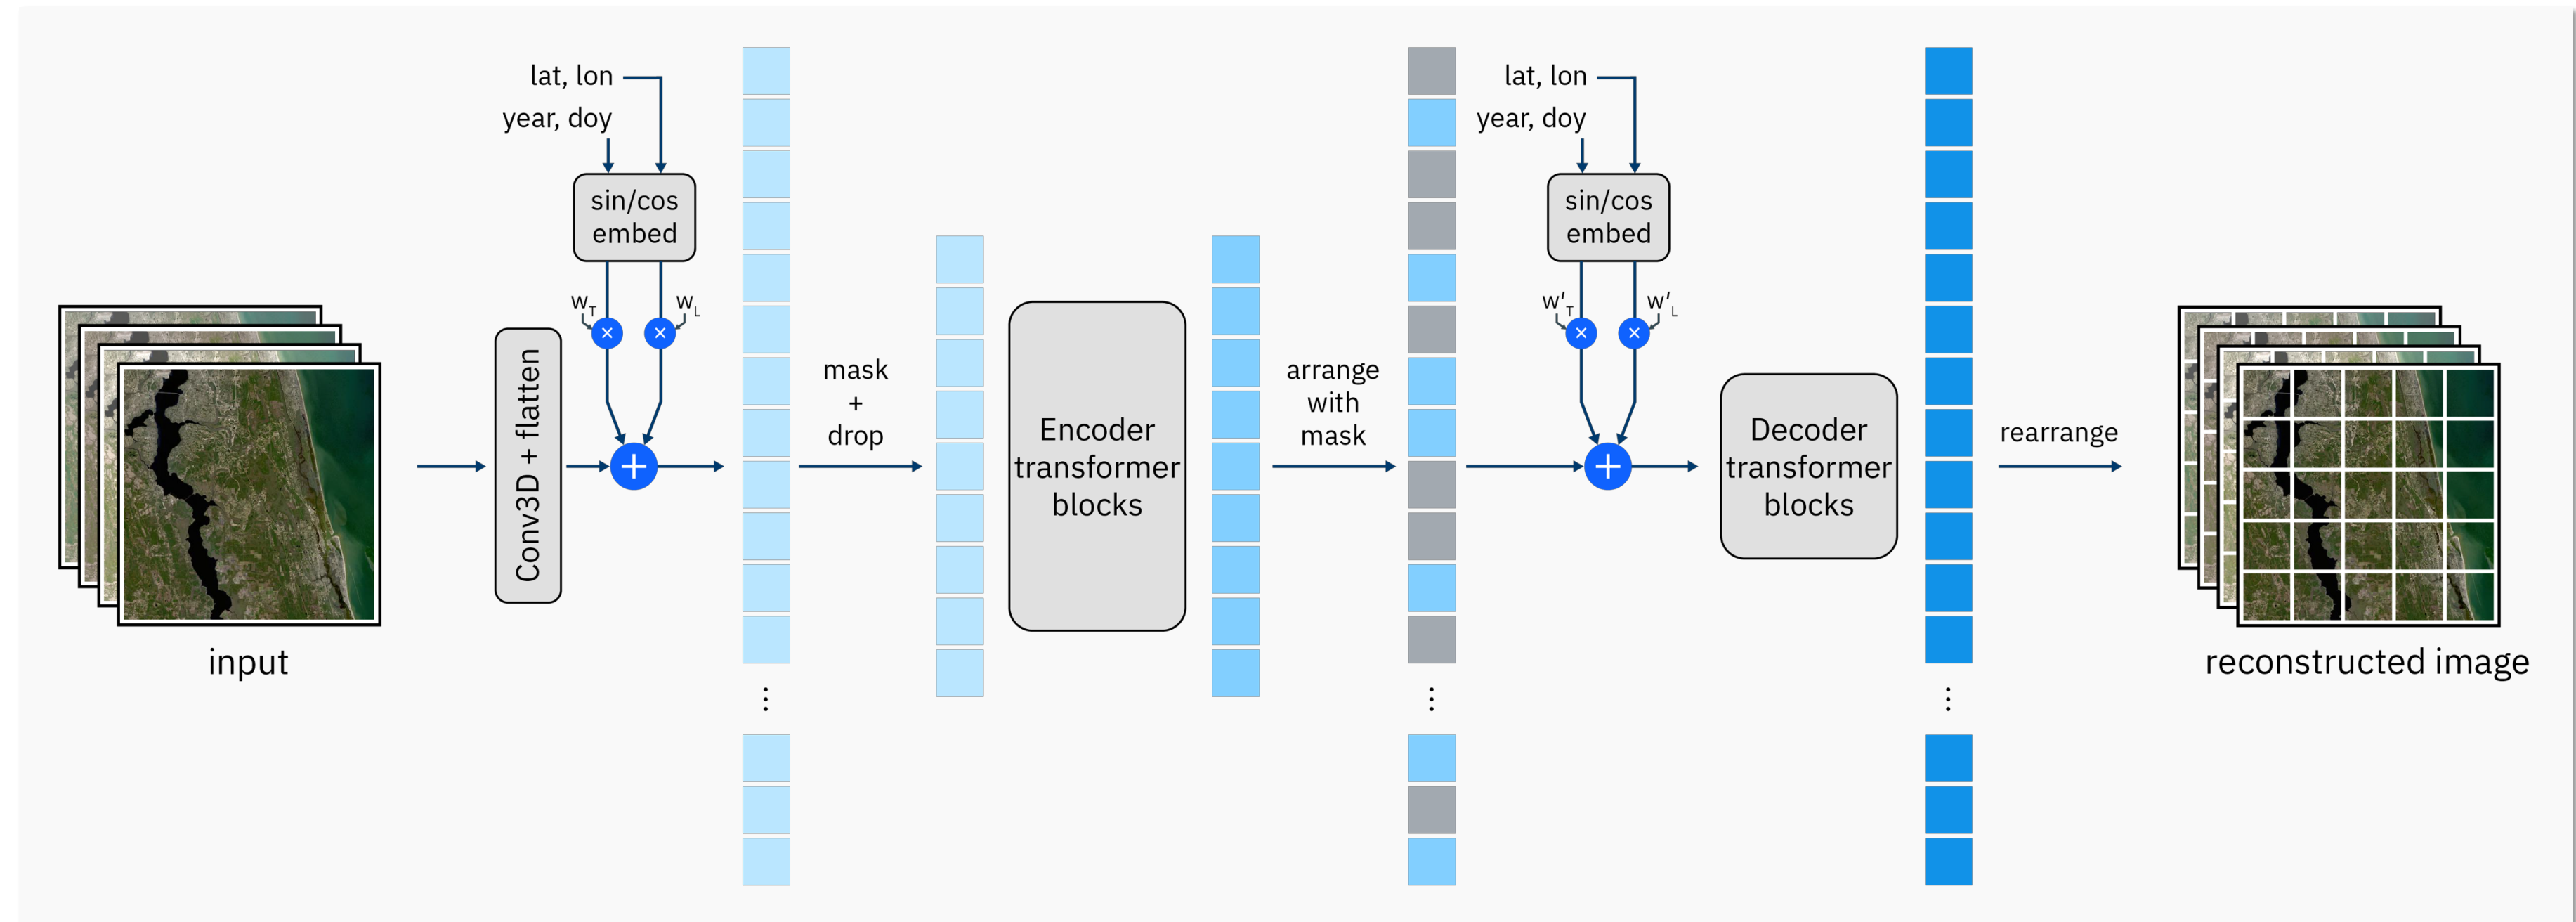 lat, lon
year, doy
sin/cos
embed
w_T
w_L
×
×
Conv3D + flatten
+
input
mask
+
drop
Encoder
transformer
blocks
arrange
with
mask
lat, lon
year, doy
sin/cos
embed
w'_T
w'_L
×
×
+
Decoder
transformer
blocks
rearrange
reconstructed image